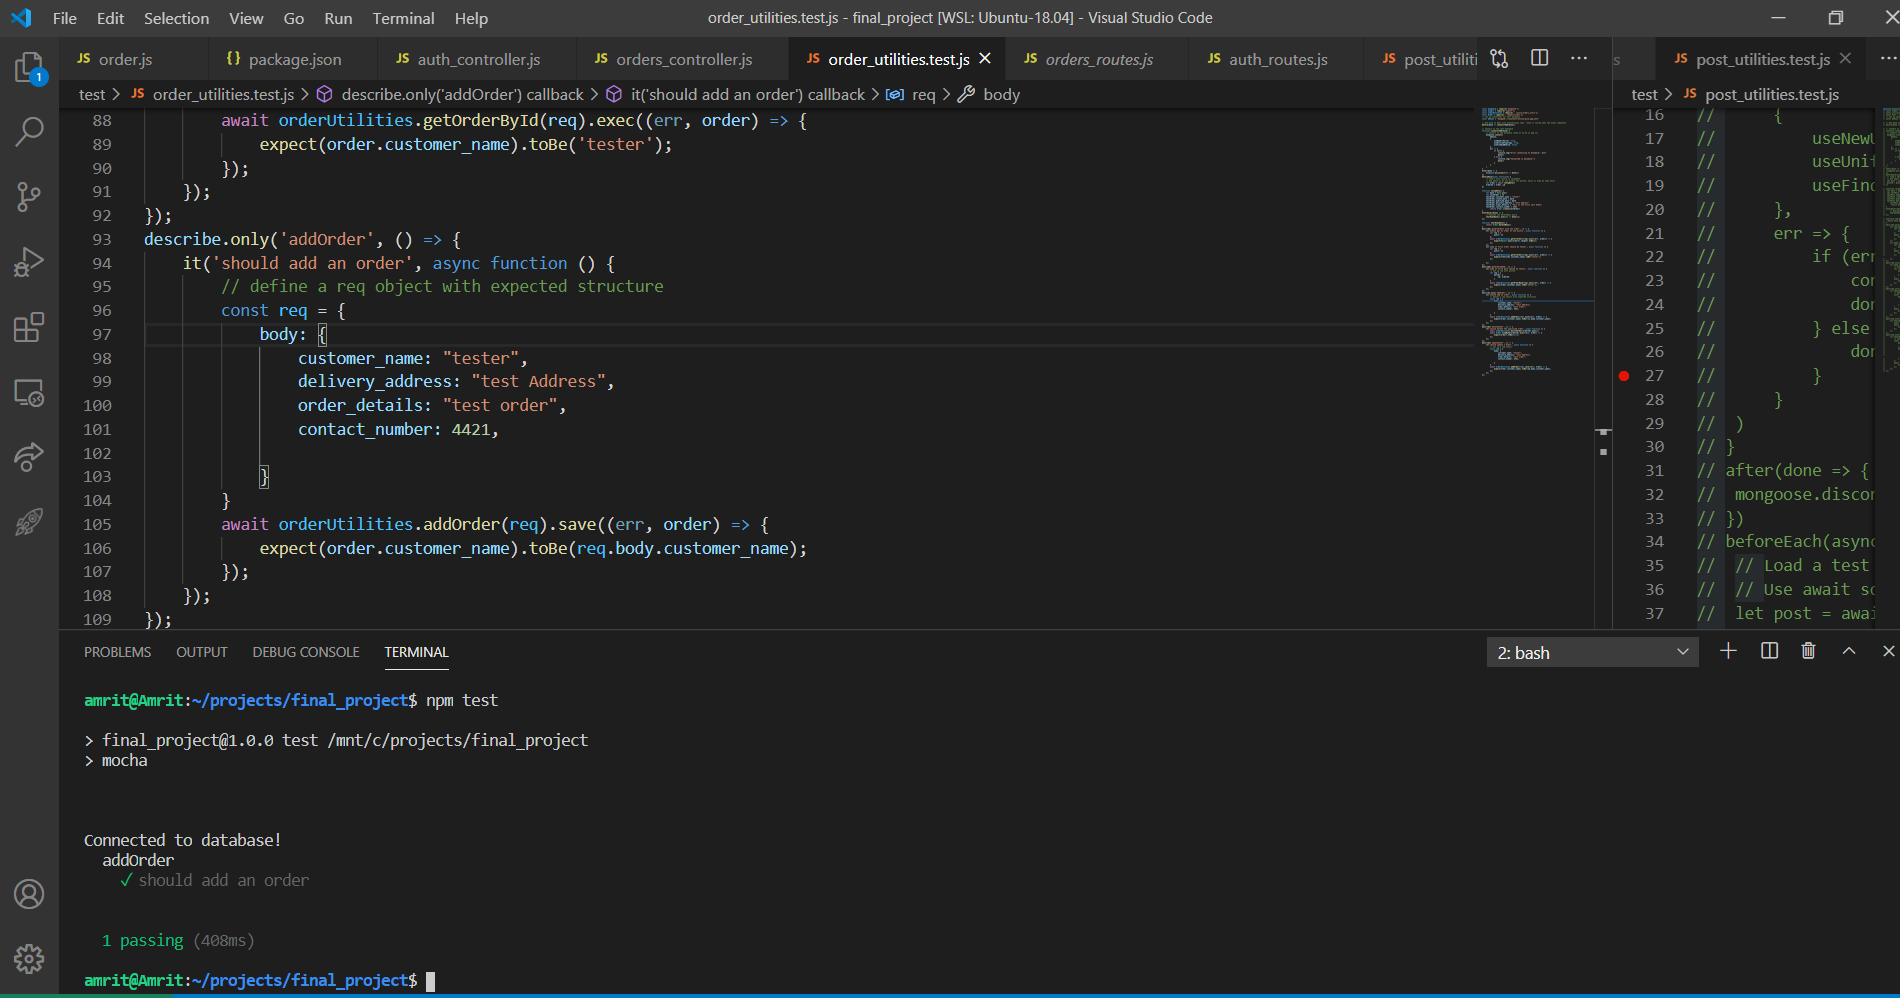 File Edit Selection View Go Run Terminal Help order_utilities.test.js - final_project [WSL: Ubuntu-18.04] - Visual Studio Code
JS order.js {} package.json JS auth_controller.js JS orders_controller.js JS order_utilities.test.js JS orders_routes.js JS auth_routes.js JS post_utiliti
test > JS order_utilities.test.js > describe.only('addOrder') callback > it('should add an order') callback > req > body
1
88 await orderUtilities.getOrderById(req).exec((err, order) => {
89 expect(order.customer_name).toBe('tester');
90 });
91 });
92 });
93 describe.only('addOrder', () => {
94 it('should add an order', async function () {
95 // define a req object with expected structure
96 const req = {
97 body: {
98 customer_name: "tester",
99 delivery_address: "test Address",
100 order_details: "test order",
101 contact_number: 4421,
102
103 }
104 }
105 await orderUtilities.addOrder(req).save((err, order) => {
106 expect(order.customer_name).toBe(req.body.customer_name);
107 });
108 });
109 });
s JS post_utilities.test.js
test > JS post_utilities.test.js
16 // {
17 // useNewU
18 // useUnif
19 // useFind
20 // },
21 // err => {
22 // if (err
23 // con
24 // don
25 // } else
26 // don
27 // }
28 // }
29 // )
30 // }
31 // after(done => {
32 // mongoose.discon
33 // })
34 // beforeEach(async
35 // // Load a test
36 // // Use await so
37 // let post = awai
PROBLEMS OUTPUT DEBUG CONSOLE TERMINAL 2: bash
amrit@Amrit:~/projects/final_project$ npm test
> final_project@1.0.0 test /mnt/c/projects/final_project
> mocha
Connected to database!
addOrder
✓ should add an order
1 passing (408ms)
amrit@Amrit:~/projects/final_project$